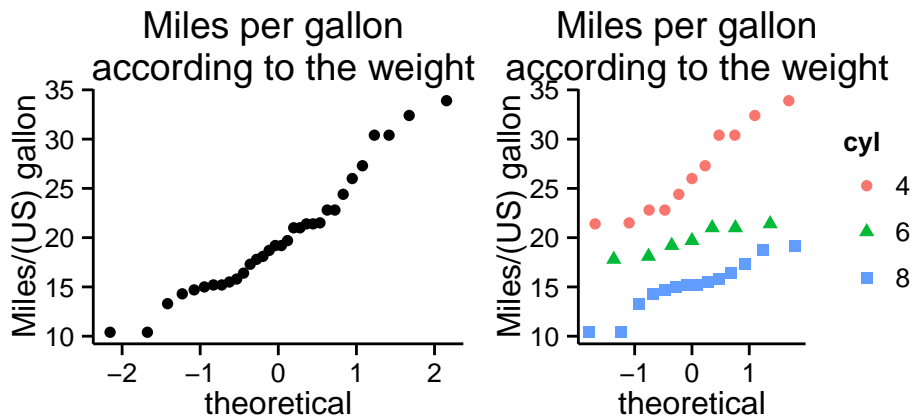 Miles per gallon
according to the weight
Miles/(US) gallon
35
30
25
20
15
10
−2
−1
0
1
2
theoretical
Miles per gallon
according to the weight
Miles/(US) gallon
35
30
25
20
15
10
−1
0
1
theoretical
cyl
4
6
8